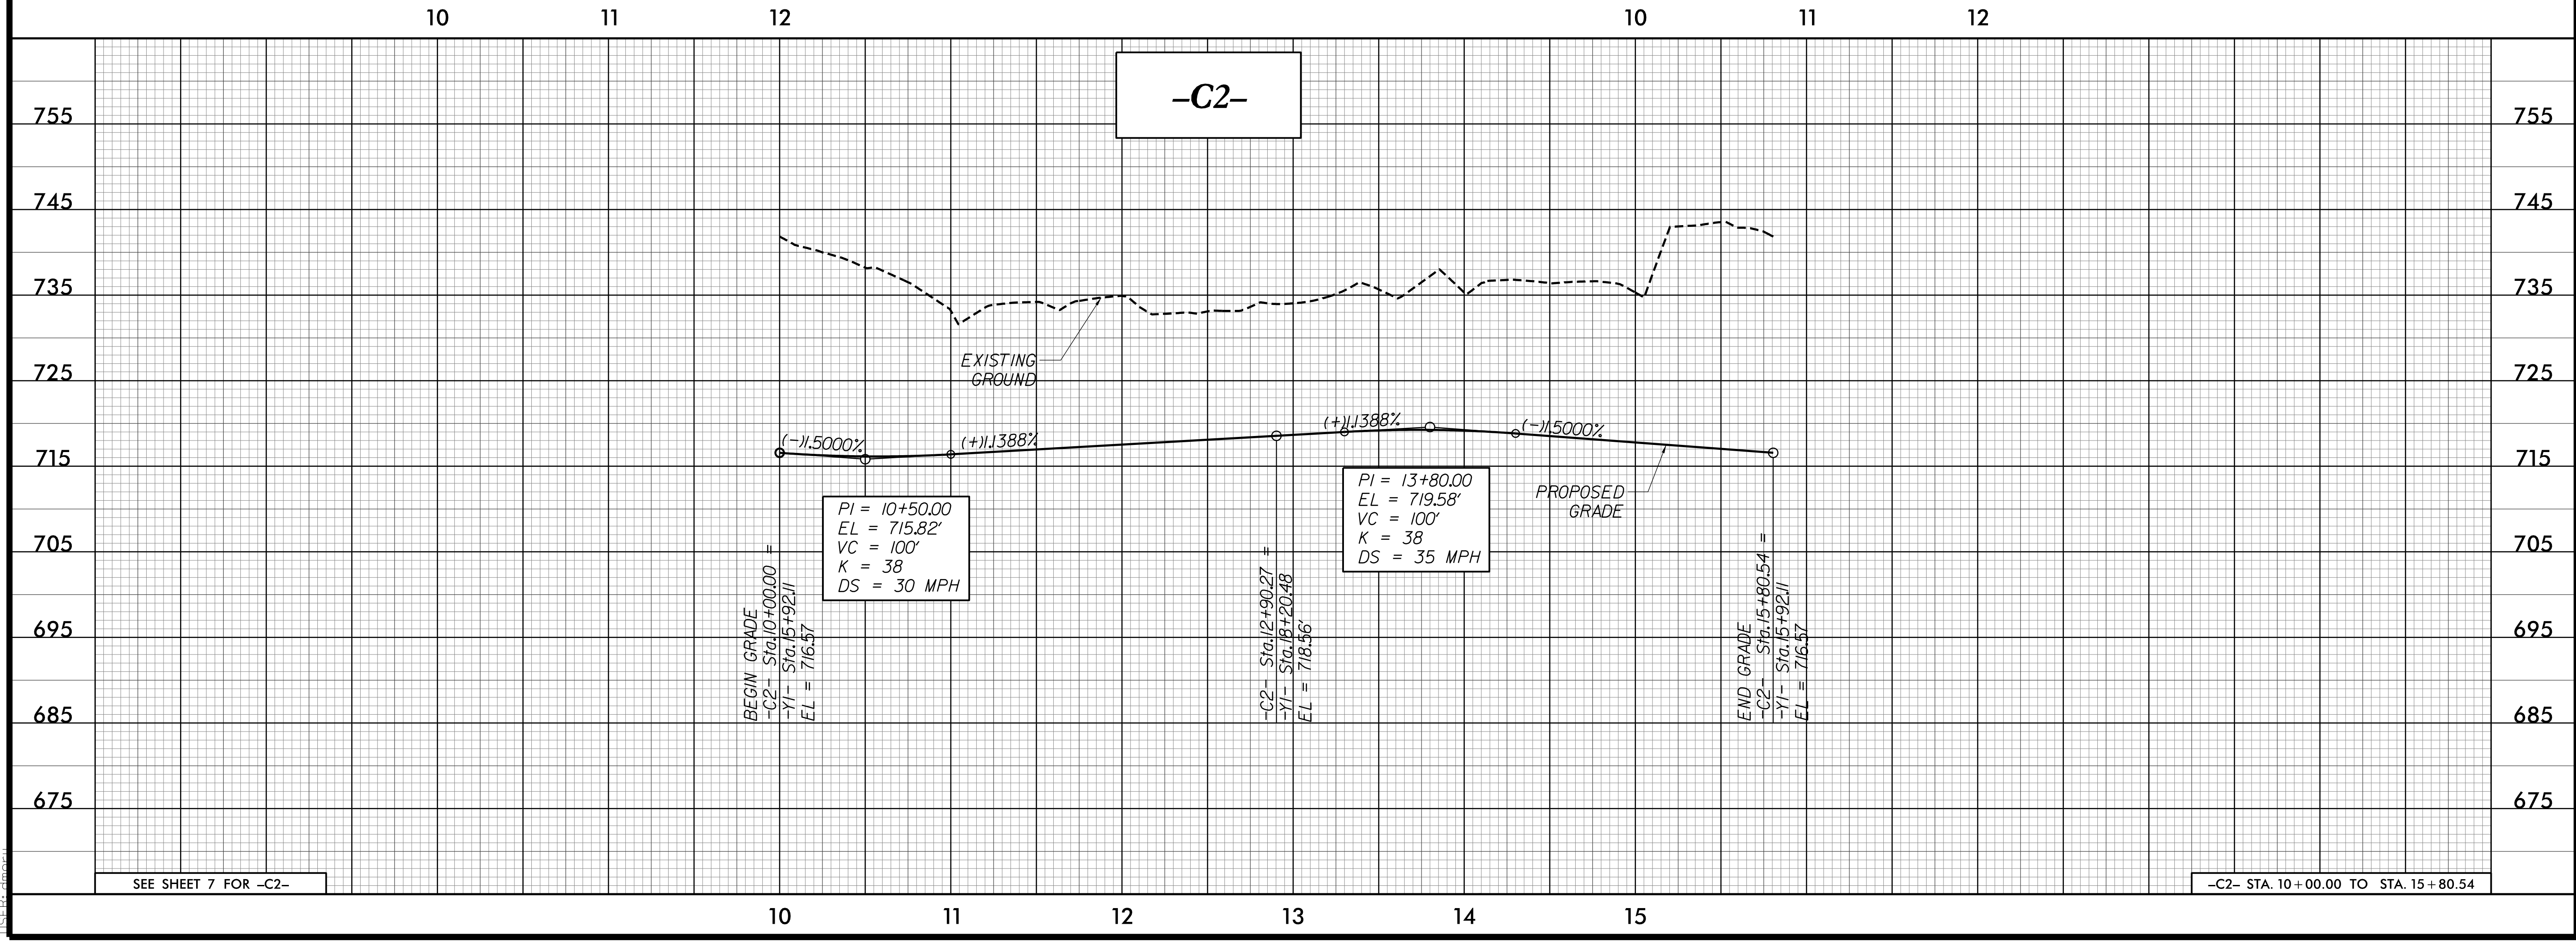 10 11 12 10 11 12
–C2–
755 755
745 745
735 735
725 725
715 715
705 705
695 695
685 685
675 675
EXISTING
GROUND
(-)1.5000%
(+)1.1388%
(+)1.1388%
(-)1.5000%
PI = 10+50.00
EL = 715.82'
VC = 100'
K = 38
DS = 30 MPH
PI = 13+80.00
EL = 719.58'
VC = 100'
K = 38
DS = 35 MPH
PROPOSED
GRADE
BEGIN GRADE
-C2- Sta.10+00.00 =
-Y1- Sta.15+92.11
EL = 716.57
-C2- Sta.12+90.27 =
-Y1- Sta.18+20.48
EL = 718.56'
END GRADE
-C2- Sta.15+80.54 =
-Y1- Sta.15+92.11
EL = 716.57
SEE SHEET 7 FOR –C2–
–C2– STA. 10+00.00 TO STA. 15+80.54
10 11 12 13 14 15